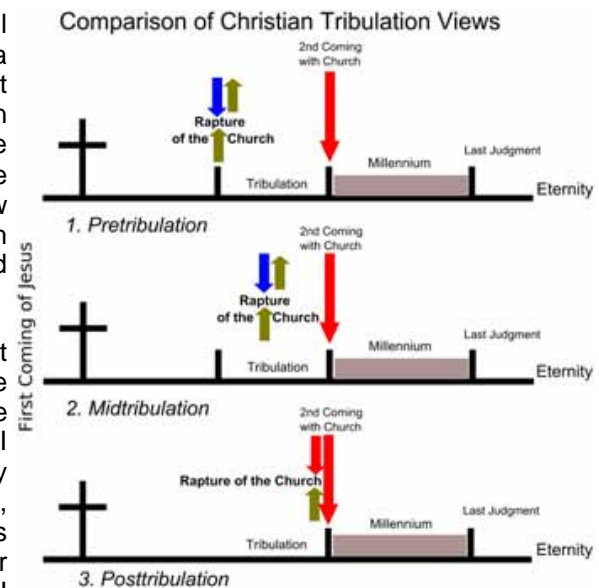 Comparison of Christian Tribulation Views
First Coming of Jesus
2nd Coming
with Church
Rapture
of the Church
Tribulation
Millennium
Last Judgment
Eternity
1. Pretribulation
2nd Coming
with Church
Rapture
of the Church
Tribulation
Millennium
Last Judgment
Eternity
2. Midtribulation
2nd Coming
with Church
Rapture of the Church
Tribulation
Millennium
Last Judgment
Eternity
3. Posttribulation